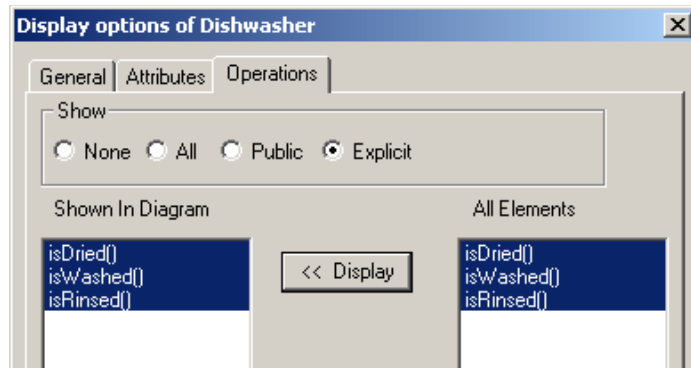 Display options of Dishwasher
General Attributes Operations
Show
None All Public Explicit
Shown In Diagram All Elements
isDried() isDried()
isWashed() << Display isWashed()
isRinsed() isRinsed()